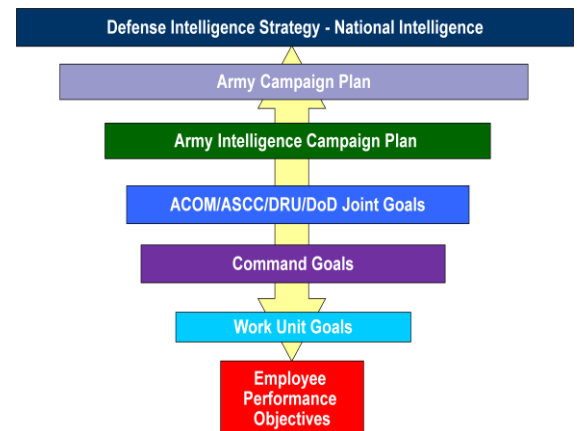 Defense Intelligence Strategy - National Intelligence
Army Campaign Plan
Army Intelligence Campaign Plan
ACOM/ASCC/DRU/DoD Joint Goals
Command Goals
Work Unit Goals
Employee
Performance
Objectives